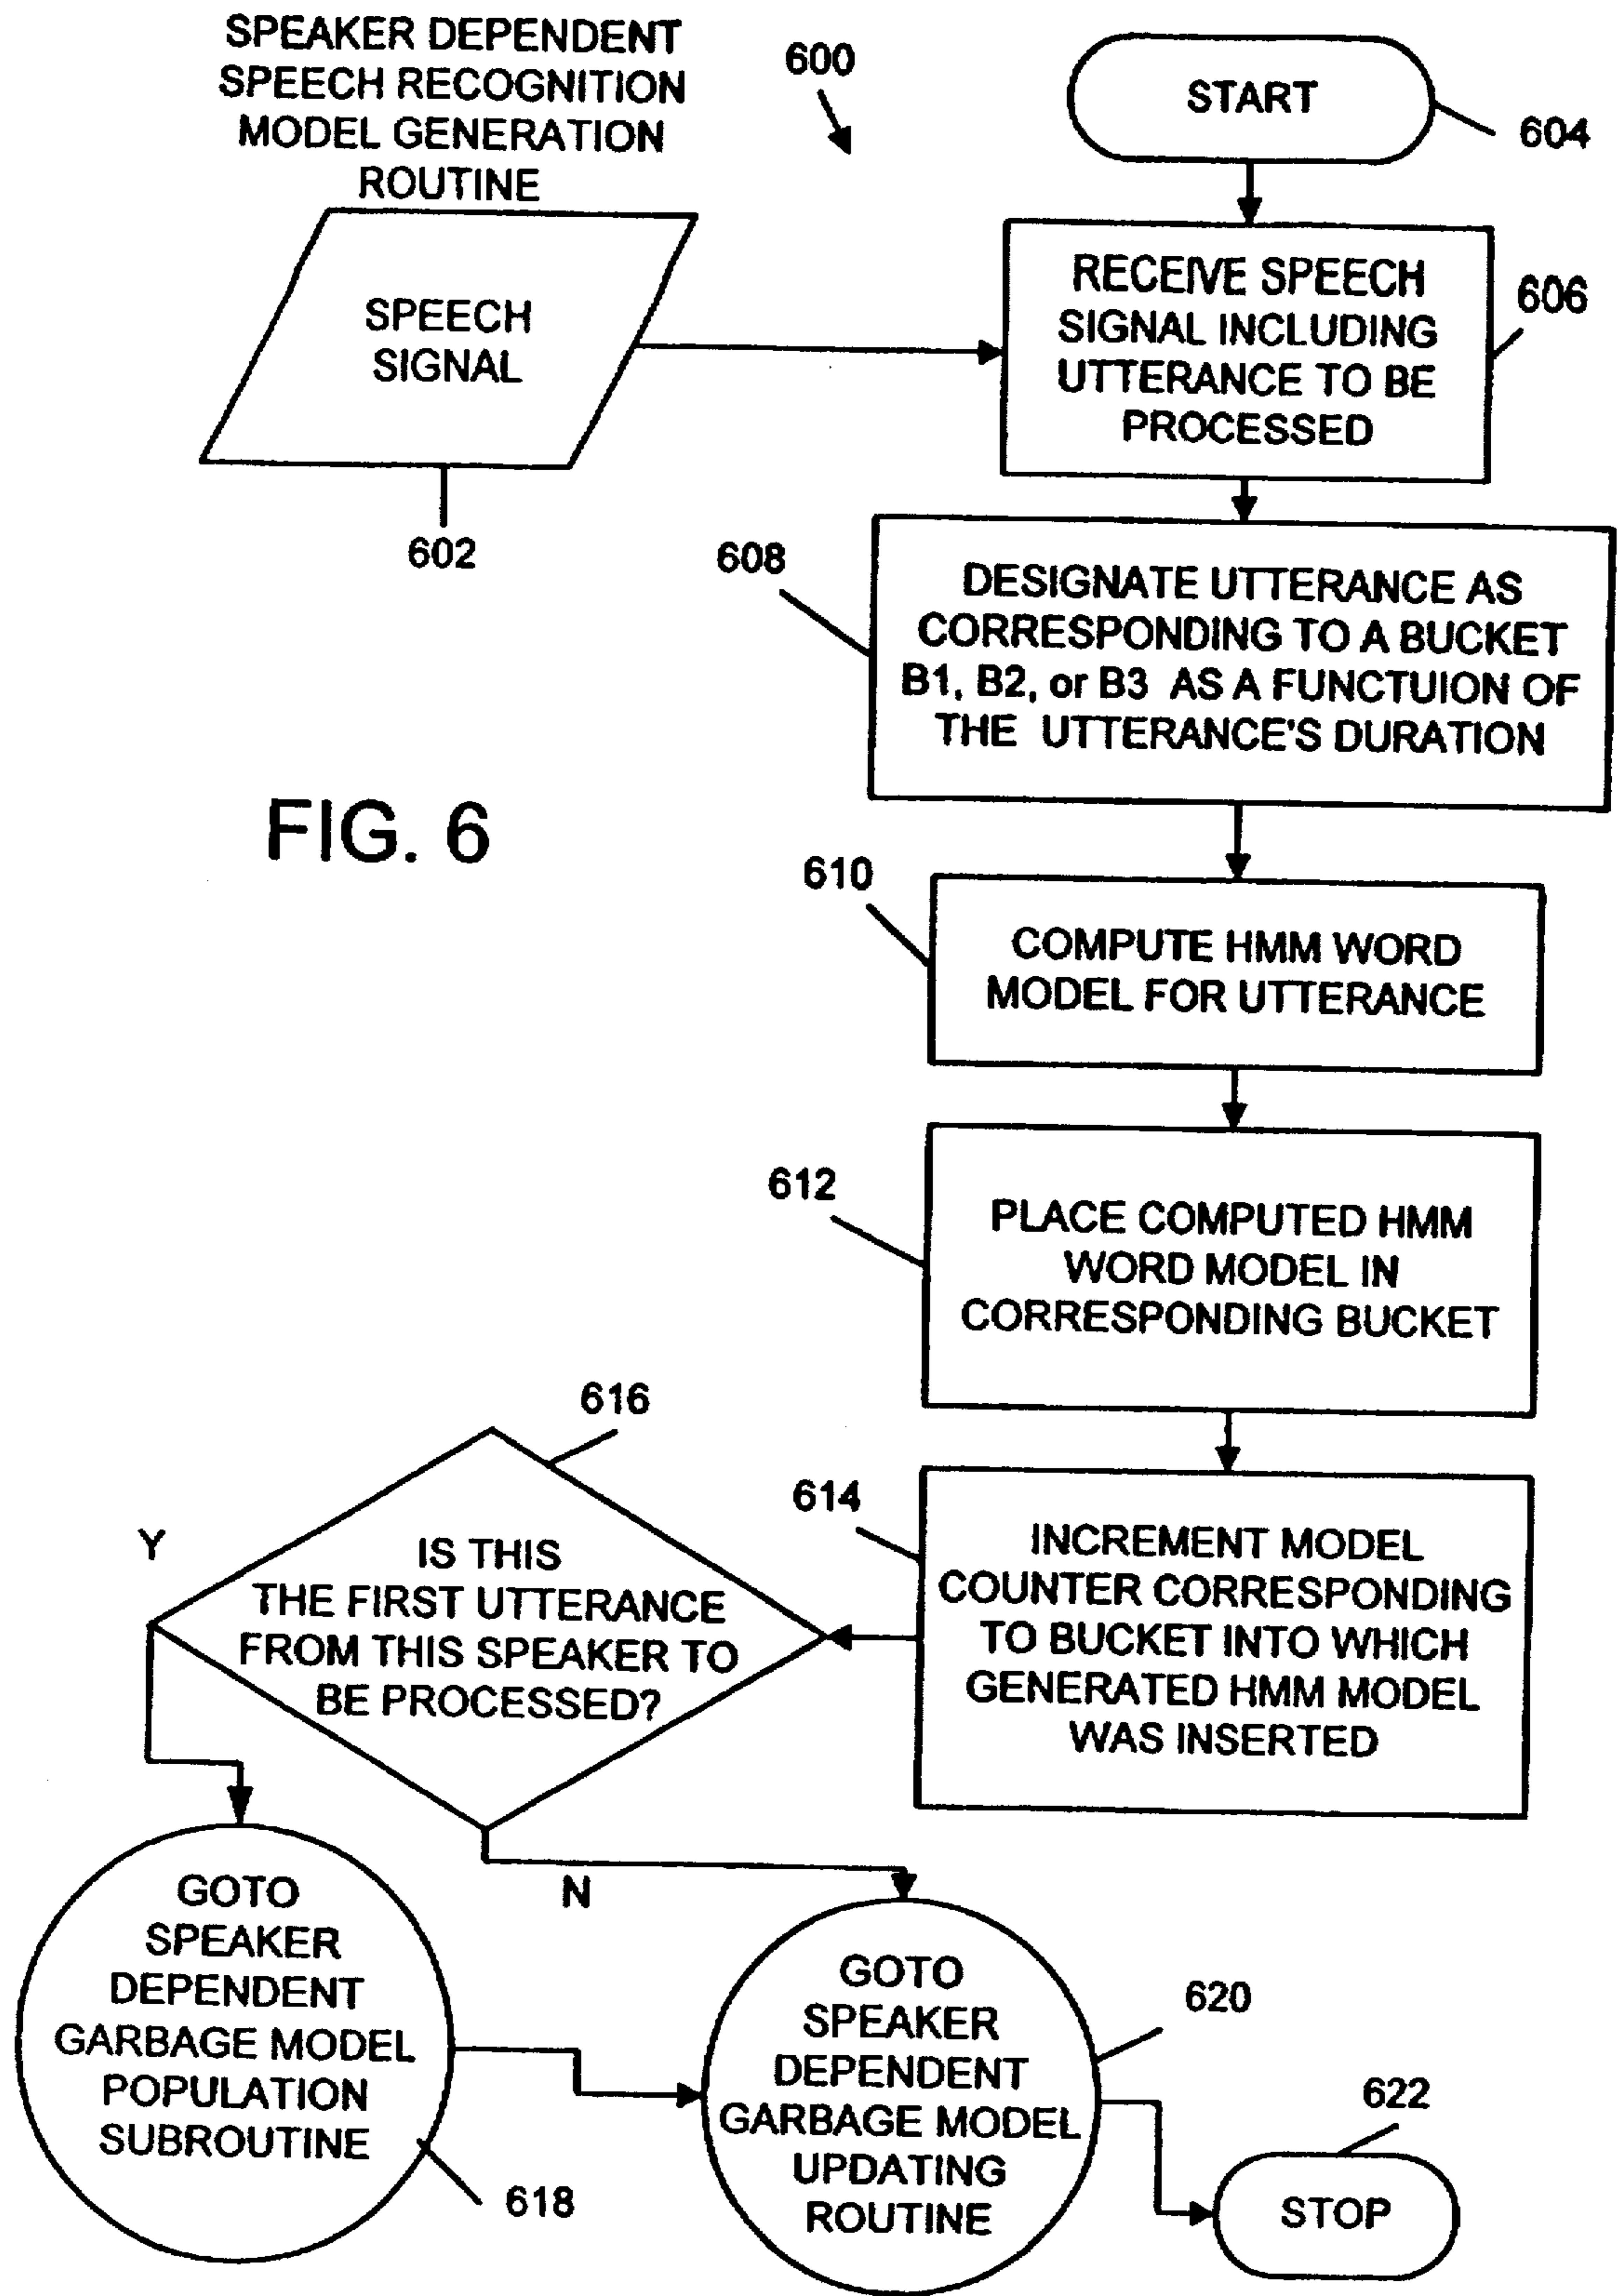 SPEAKER DEPENDENT
SPEECH RECOGNITION
MODEL GENERATION
ROUTINE
600
START
604
SPEECH
SIGNAL
602
RECEIVE SPEECH
SIGNAL INCLUDING
UTTERANCE TO BE
PROCESSED
606
608
DESIGNATE UTTERANCE AS
CORRESPONDING TO A BUCKET
B1, B2, or B3 AS A FUNCTUION OF
THE UTTERANCE'S DURATION
FIG. 6
610
COMPUTE HMM WORD
MODEL FOR UTTERANCE
612
PLACE COMPUTED HMM
WORD MODEL IN
CORRESPONDING BUCKET
614
INCREMENT MODEL
COUNTER CORRESPONDING
TO BUCKET INTO WHICH
GENERATED HMM MODEL
WAS INSERTED
616
IS THIS
THE FIRST UTTERANCE
FROM THIS SPEAKER TO
BE PROCESSED?
Y
N
GOTO
SPEAKER
DEPENDENT
GARBAGE MODEL
POPULATION
SUBROUTINE
618
GOTO
SPEAKER
DEPENDENT
GARBAGE MODEL
UPDATING
ROUTINE
620
622
STOP